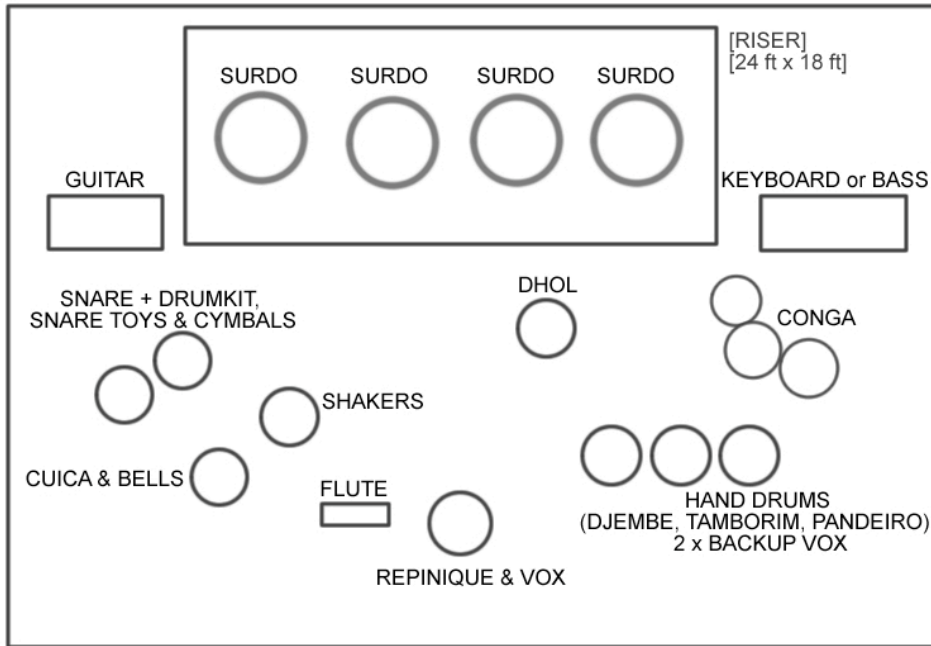 [RISER]
[24 ft x 18 ft]
SURDO
SURDO
SURDO
SURDO
GUITAR
KEYBOARD or BASS
SNARE + DRUMKIT,
SNARE TOYS & CYMBALS
DHOL
CONGA
SHAKERS
CUICA & BELLS
FLUTE
HAND DRUMS
(DJEMBE, TAMBORIM, PANDEIRO)
2 x BACKUP VOX
REPINIQUE & VOX